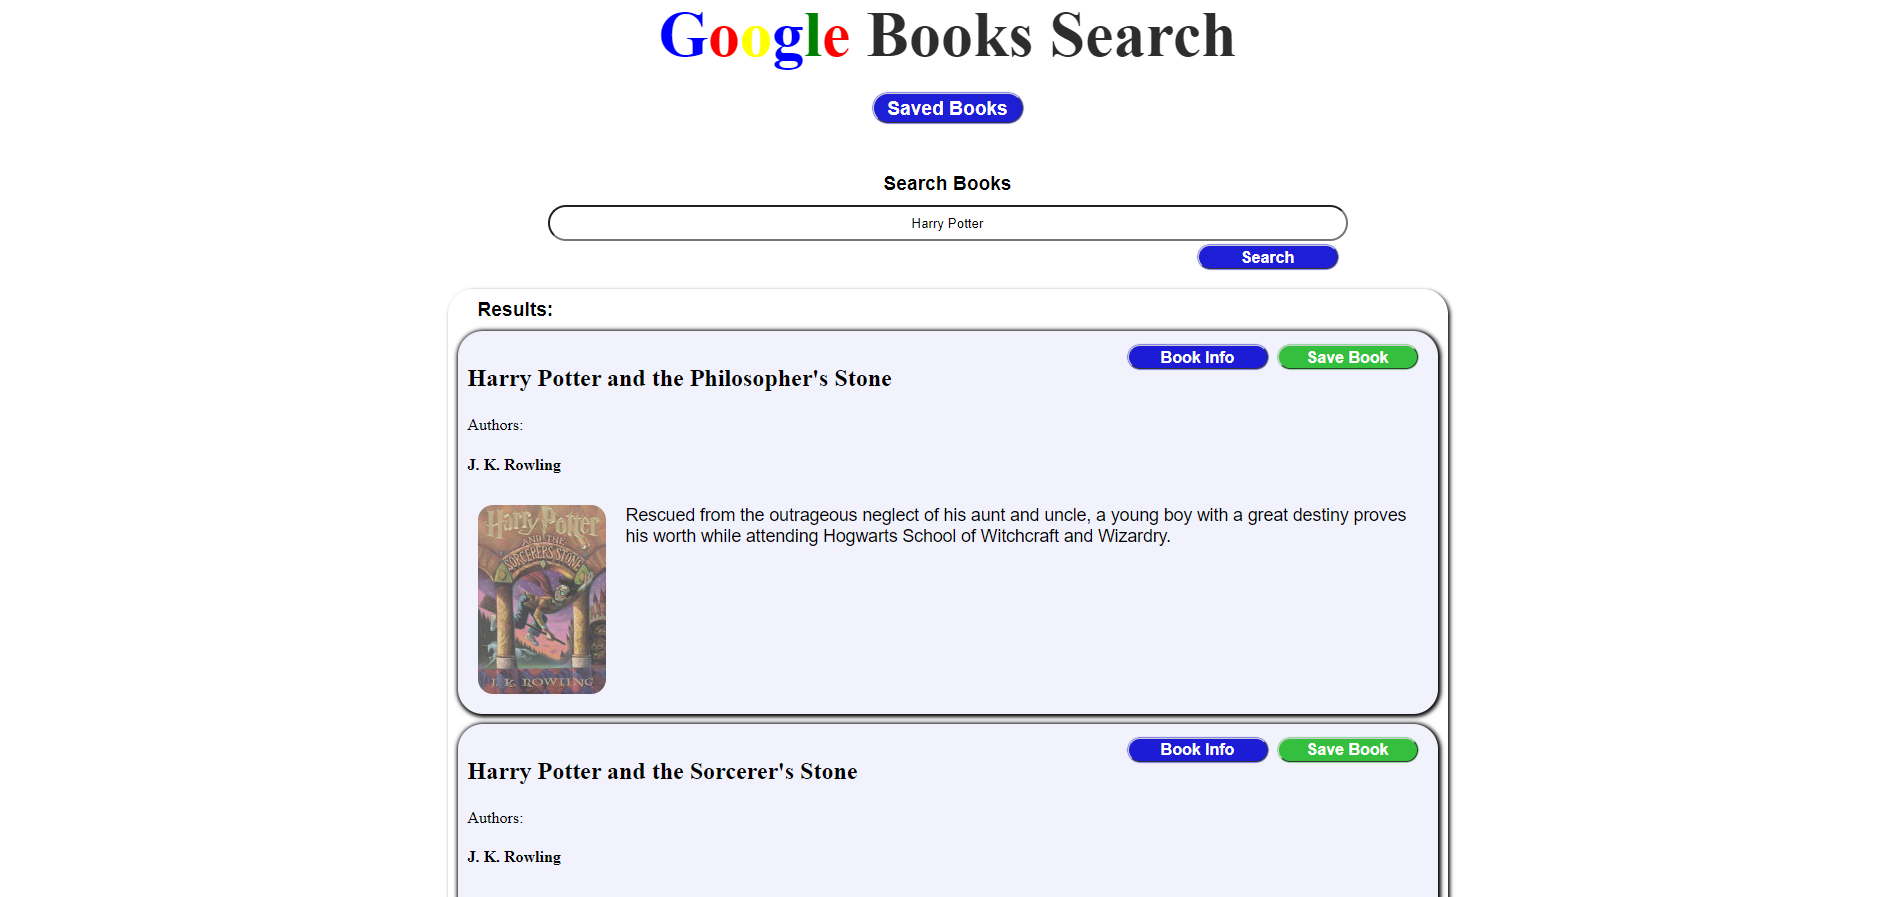 Google Books Search
Saved Books
Search Books
Harry Potter
Search
Results:
Book Info
Save Book
Harry Potter and the Philosopher's Stone
Authors:
J. K. Rowling
Harry Potter
AND THE
SORCERER'S STONE
J. K. ROWLING
Rescued from the outrageous neglect of his aunt and uncle, a young boy with a great destiny proves
his worth while attending Hogwarts School of Witchcraft and Wizardry.
Book Info
Save Book
Harry Potter and the Sorcerer's Stone
Authors:
J. K. Rowling